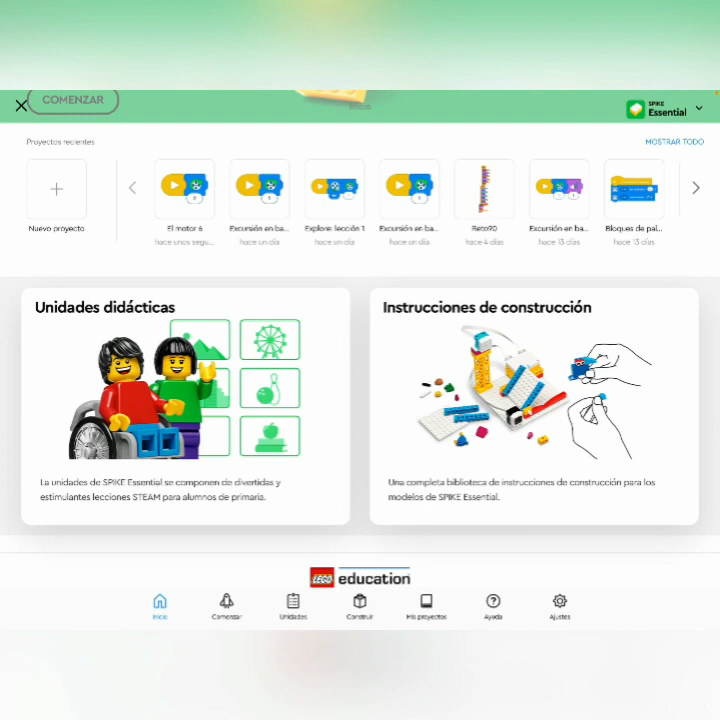 COMENZAR
Inicio
SPIKE
Essential
Proyectos recientes
MOSTRAR TODO
Nuevo proyecto
El motor 6
hace unos segu...
Excursión en ba...
hace un día
Explore: lección 1
hace un día
Excursión en ba...
hace un día
Reto90
hace 4 días
Excursión en ba...
hace 13 días
Bloques de pal...
hace 13 días
Unidades didácticas
La unidades de SPIKE Essential se componen de divertidas y
estimulantes lecciones STEAM para alumnos de primaria.
Instrucciones de construcción
Una completa biblioteca de instrucciones de construcción para los
modelos de SPIKE Essential.
LEGO education
Inicio
Comenzar
Unidades
Construir
Mis proyectos
Ayuda
Ajustes